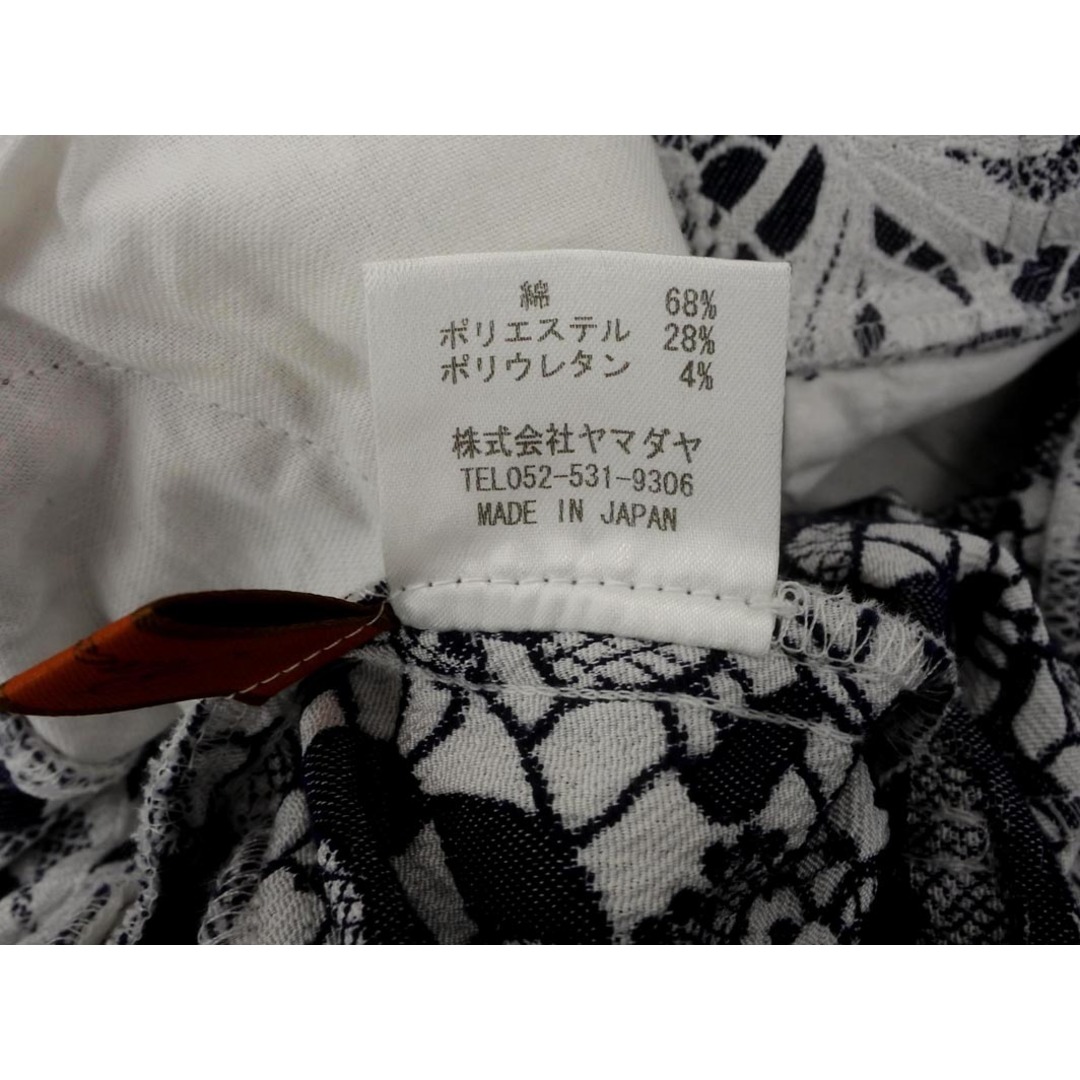 綿 68%
ポリエステル 28%
ポリウレタン 4%
株式会社ヤマダヤ
TEL052-531-9306
MADE IN JAPAN